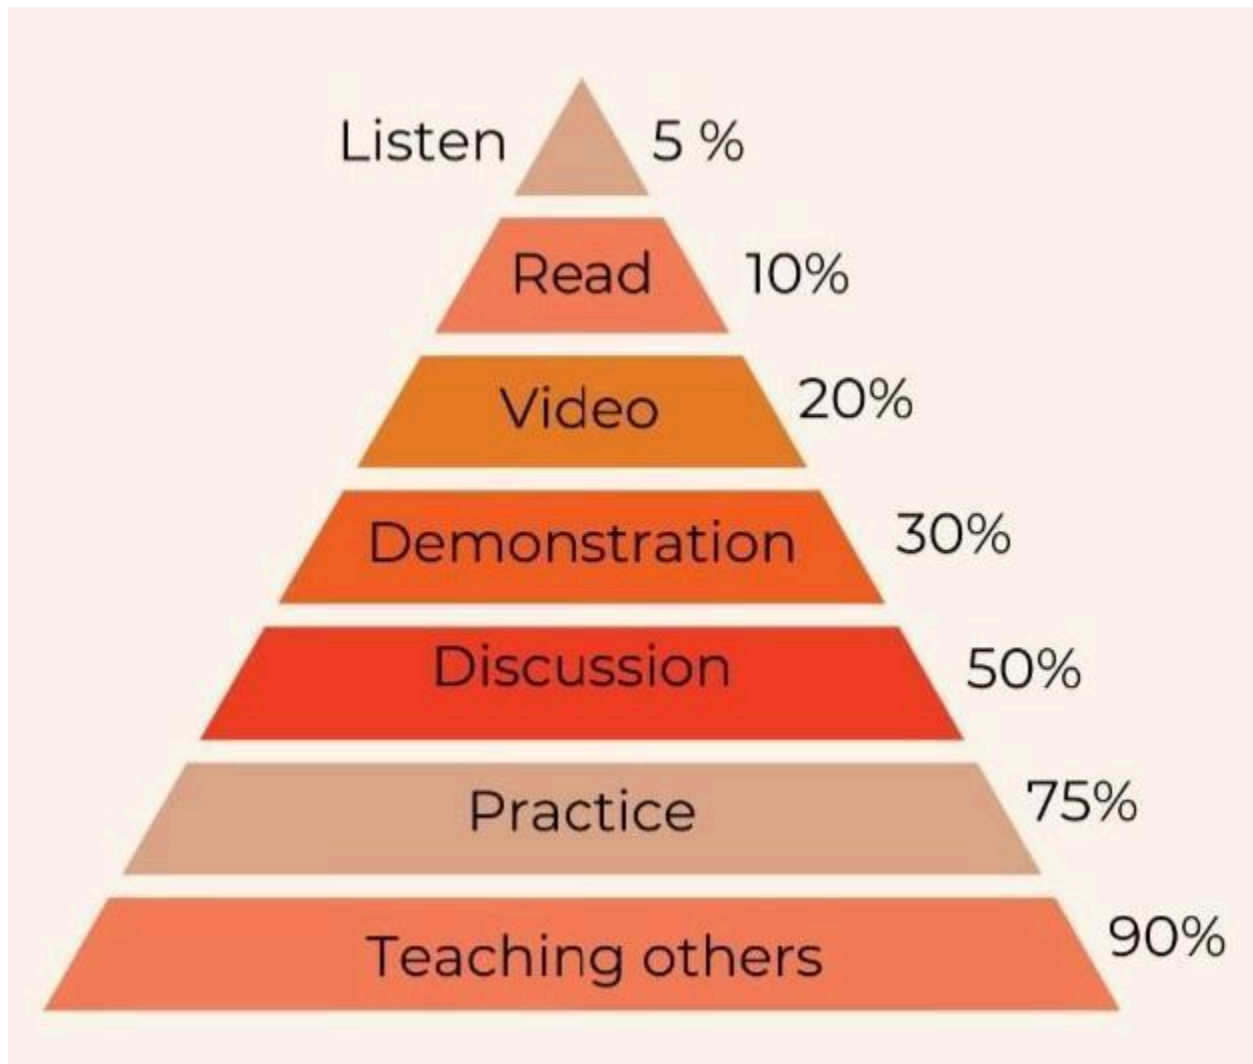 Listen 5 %
Read 10%
Video 20%
Demonstration 30%
Discussion 50%
Practice 75%
Teaching others 90%